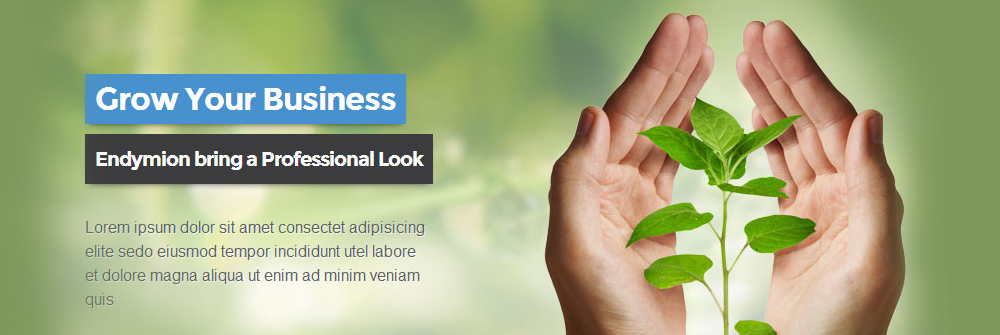 Grow Your Business
Endymion bring a Professional Look
Lorem ipsum dolor sit amet consectet adipisicing
elite sedo eiusmod tempor incididunt utel labore
et dolore magna aliqua ut enim ad minim veniam
quis